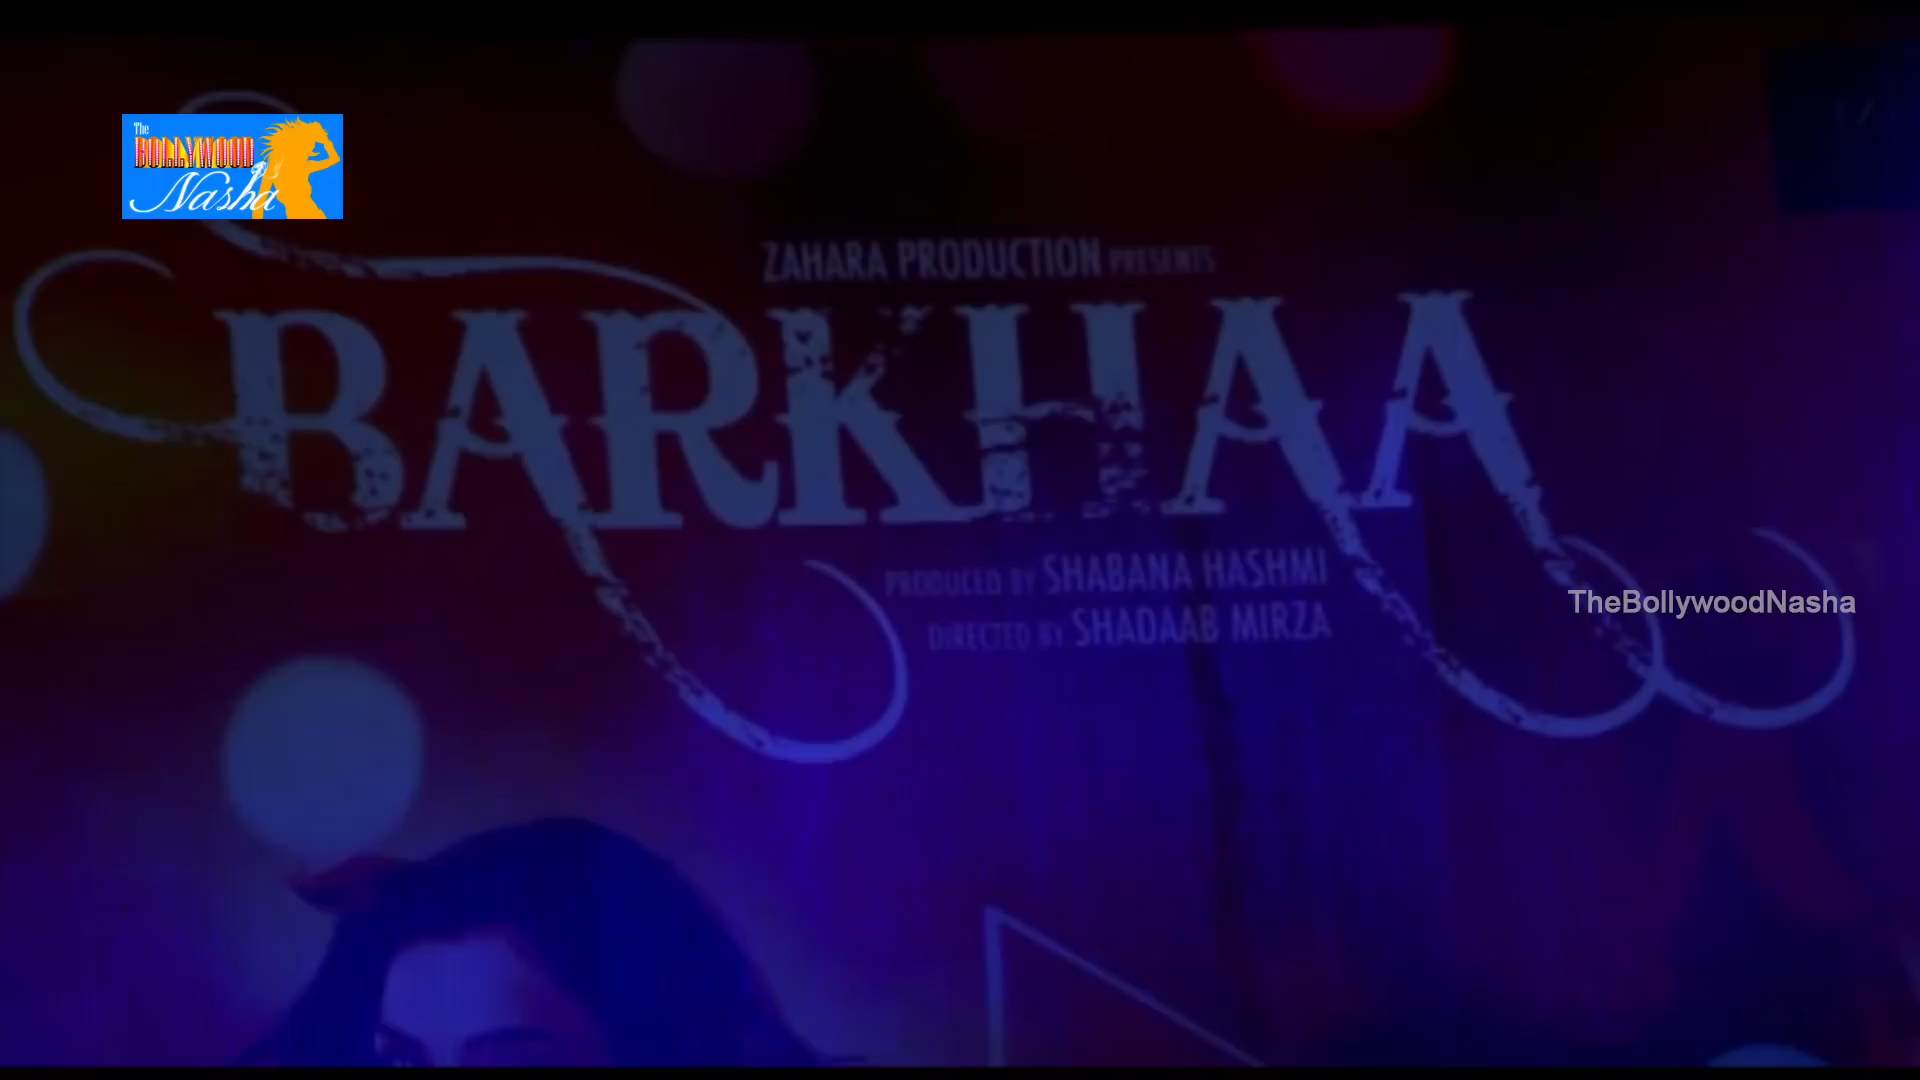 The
BOLLYWOOD
Nasha
ZAHARA PRODUCTION PRESENTS
BARKHAA
PRODUCED BY SHABANA HASHMI
DIRECTED BY SHADAAB MIRZA
TheBollywoodNasha